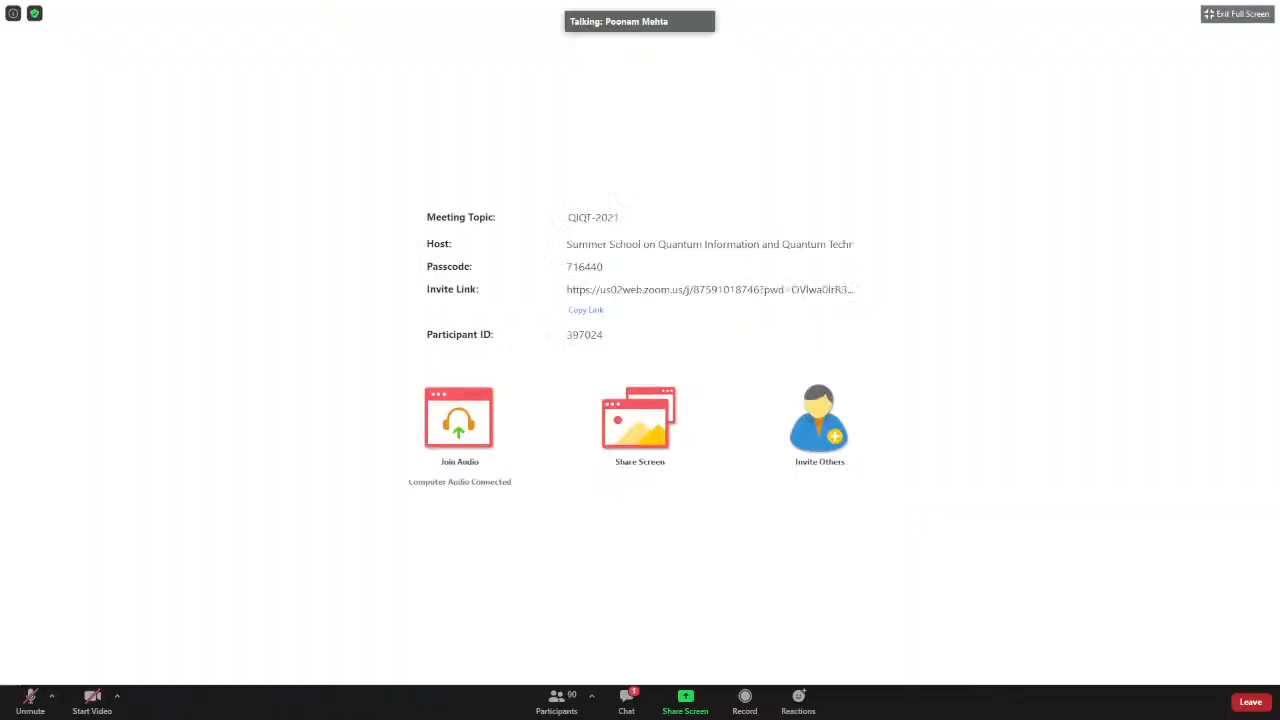 Talking: Poonam Mehta
Exit Full Screen
Meeting Topic: QIQT-2021
Host: Summer School on Quantum Information and Quantum Techr
Passcode: 716440
Invite Link: https://us02web.zoom.us/j/87591018746?pwd=OVlwa0lrR3...
Copy Link
Participant ID: 397024
Join Audio Share Screen Invite Others
Computer Audio Connected
90 1
Unmute Start Video Participants Chat Share Screen Record Reactions Leave